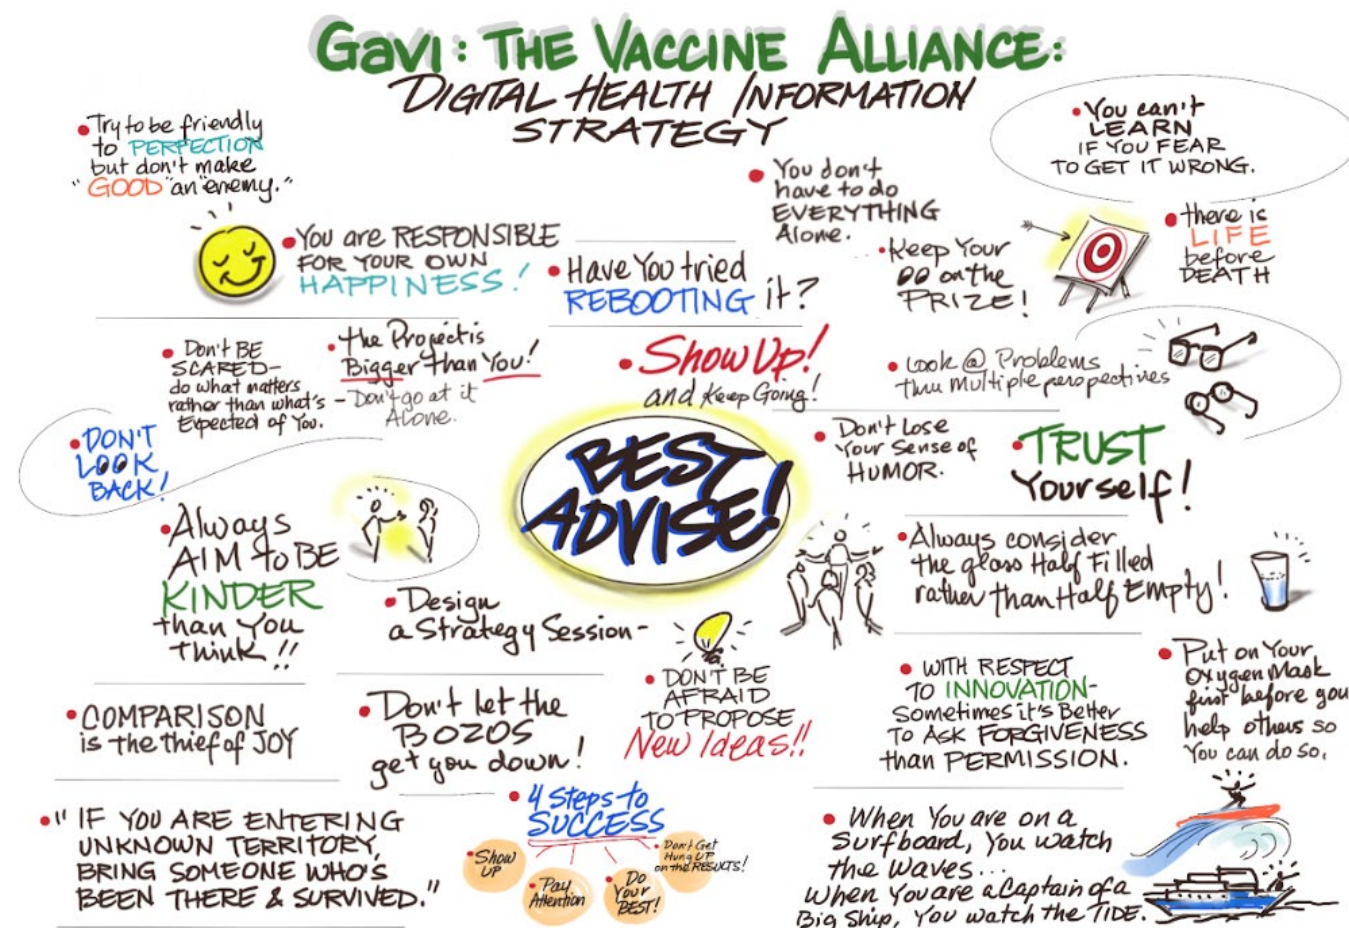 Gavi: THE VACCINE ALLIANCE:
DIGITAL HEALTH INFORMATION
STRATEGY
• Try to be friendly
to PERFECTION
but don't make
"GOOD" an "enemy."
• You can't
LEARN
IF YOU FEAR
TO GET IT WRONG.
• You don't
have to do
EVERYTHING
Alone.
• You are RESPONSIBLE
FOR YOUR OWN
HAPPINESS!
• Have You tried
REBOOTING it?
• Keep Your
on the
PRIZE!
• there is
LIFE
before
DEATH
• Don't BE
SCARED-
do what matters
rather than what's
Expected of You.
• the Project is
Bigger than You!
- Don't go at it
Alone.
• Show Up!
and Keep Going!
• Look @ Problems
thru multiple perspectives
• DON'T
LOOK
BACK!
BEST
ADVISE!
• Don't Lose
Your Sense of
HUMOR.
• TRUST
Yourself!
• Always
AIM to BE
KINDER
than You
think!!
• Design
a Strategy Session-
• Always consider
the glass Half Filled
rather than Half Empty!
• COMPARISON
is the thief of JOY
• Don't Let the
BOZOS
get you down!
• DON'T BE
AFRAID
TO PROPOSE
New Ideas!!
• WITH RESPECT
TO INNOVATION-
Sometimes it's Better
TO ASK FORGIVENESS
than PERMISSION.
• Put on Your
Oxygen Mask
first before you
help others so
You can do so.
• "IF YOU ARE ENTERING
UNKNOWN TERRITORY,
BRING SOMEONE WHO'S
BEEN THERE & SURVIVED."
• 4 Steps to
SUCCESS
• Show
UP
• Pay
Attention
• Do
Your
BEST!
• Don't Get
Hung UP
on the RESULTS!
• When You are on a
Surfboard, You watch
the Waves...
When You are a Captain of a
Big Ship, You watch the TIDE.